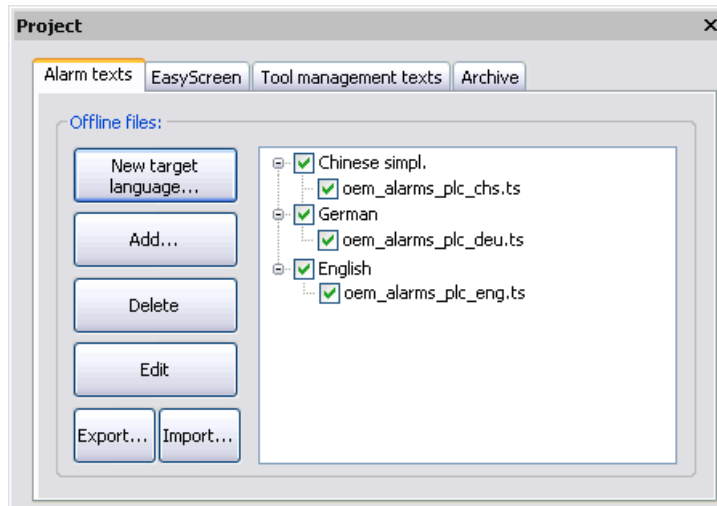 Project
Alarm texts
EasyScreen
Tool management texts
Archive
Offline files:
New target
language...
Add...
Delete
Edit
Export...
Import...
Chinese simpl.
oem_alarms_plc_chs.ts
German
oem_alarms_plc_deu.ts
English
oem_alarms_plc_eng.ts